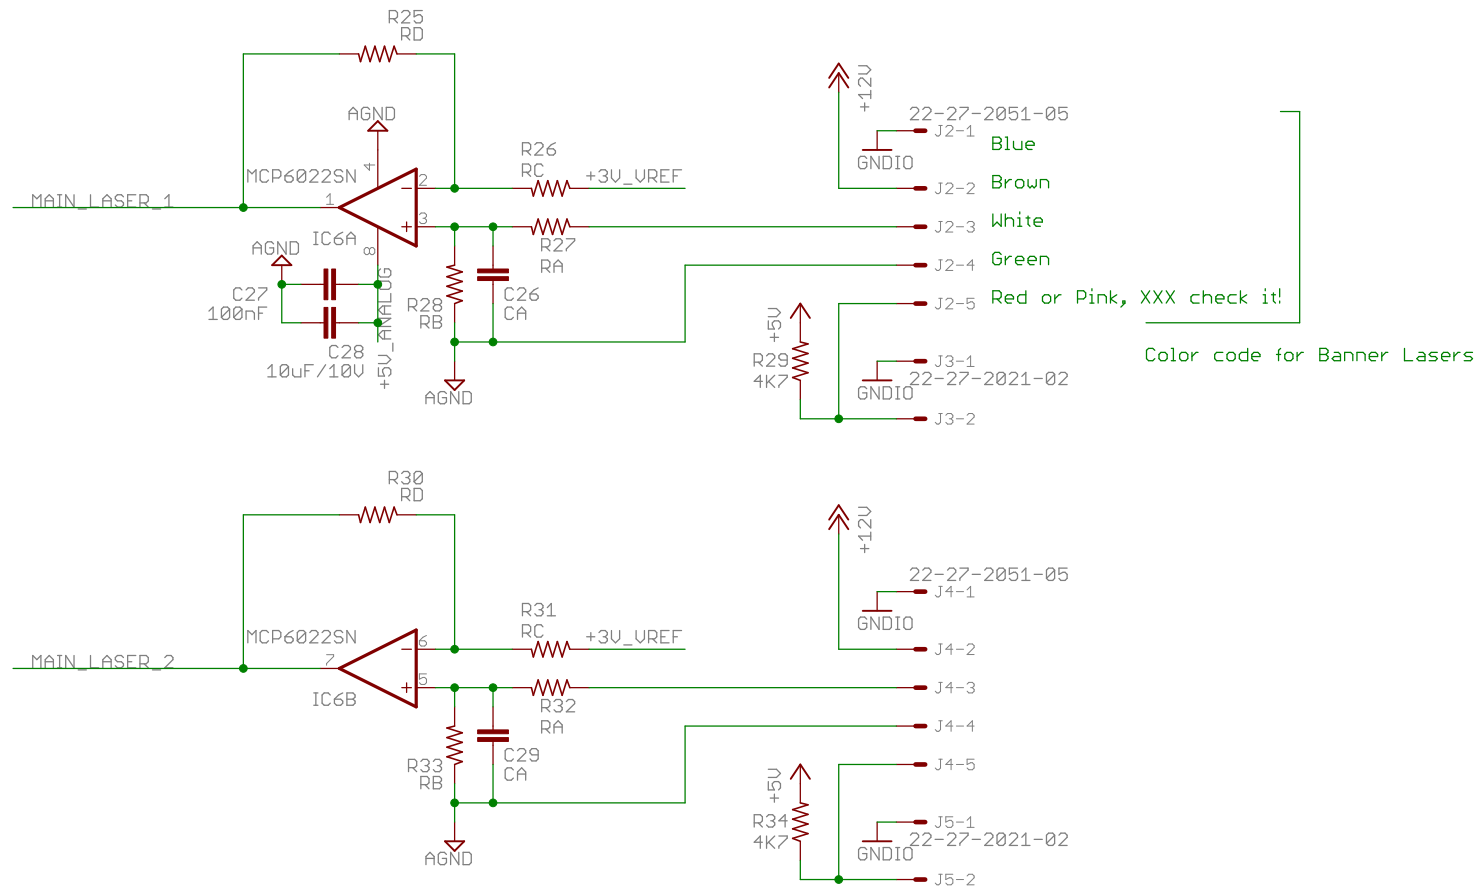 R25
RD
+12V
AGND
22-27-2051-05
J2-1
Blue
4
R26
RC
+3V_VREF
GNDIO
MCP6022SN
2
J2-2
Brown
MAIN_LASER_1
1
3
J2-3
White
IC6A
8
R27
RA
AGND
J2-4
Green
C27
100nF
R28
RB
C26
CA
J2-5
Red or Pink, XXX check it!
+5V
C28
10uF/10V
+5V_ANALOG
R29
4K7
J3-1
22-27-2021-02
GNDIO
Color code for Banner Lasers
AGND
J3-2
R30
RD
+12V
22-27-2051-05
J4-1
R31
RC
+3V_VREF
GNDIO
MCP6022SN
6
J4-2
MAIN_LASER_2
7
5
J4-3
IC6B
R32
RA
J4-4
R33
RB
C29
CA
J4-5
+5V
R34
4K7
J5-1
22-27-2021-02
GNDIO
AGND
J5-2